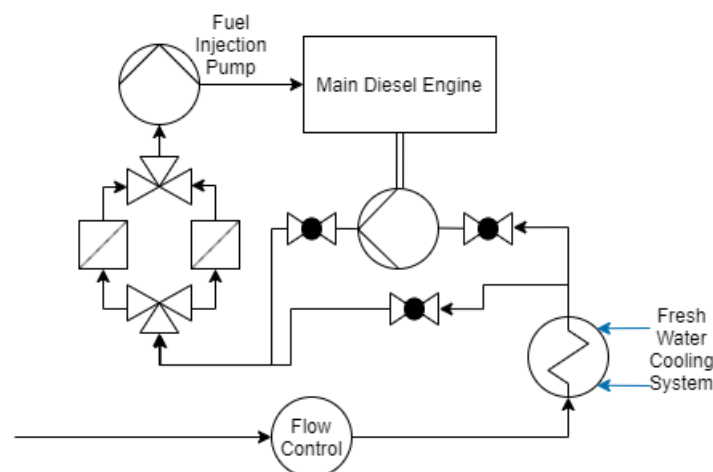 Fuel
Injection
Pump
Main Diesel Engine
Fresh
Water
Cooling
System
Flow
Control